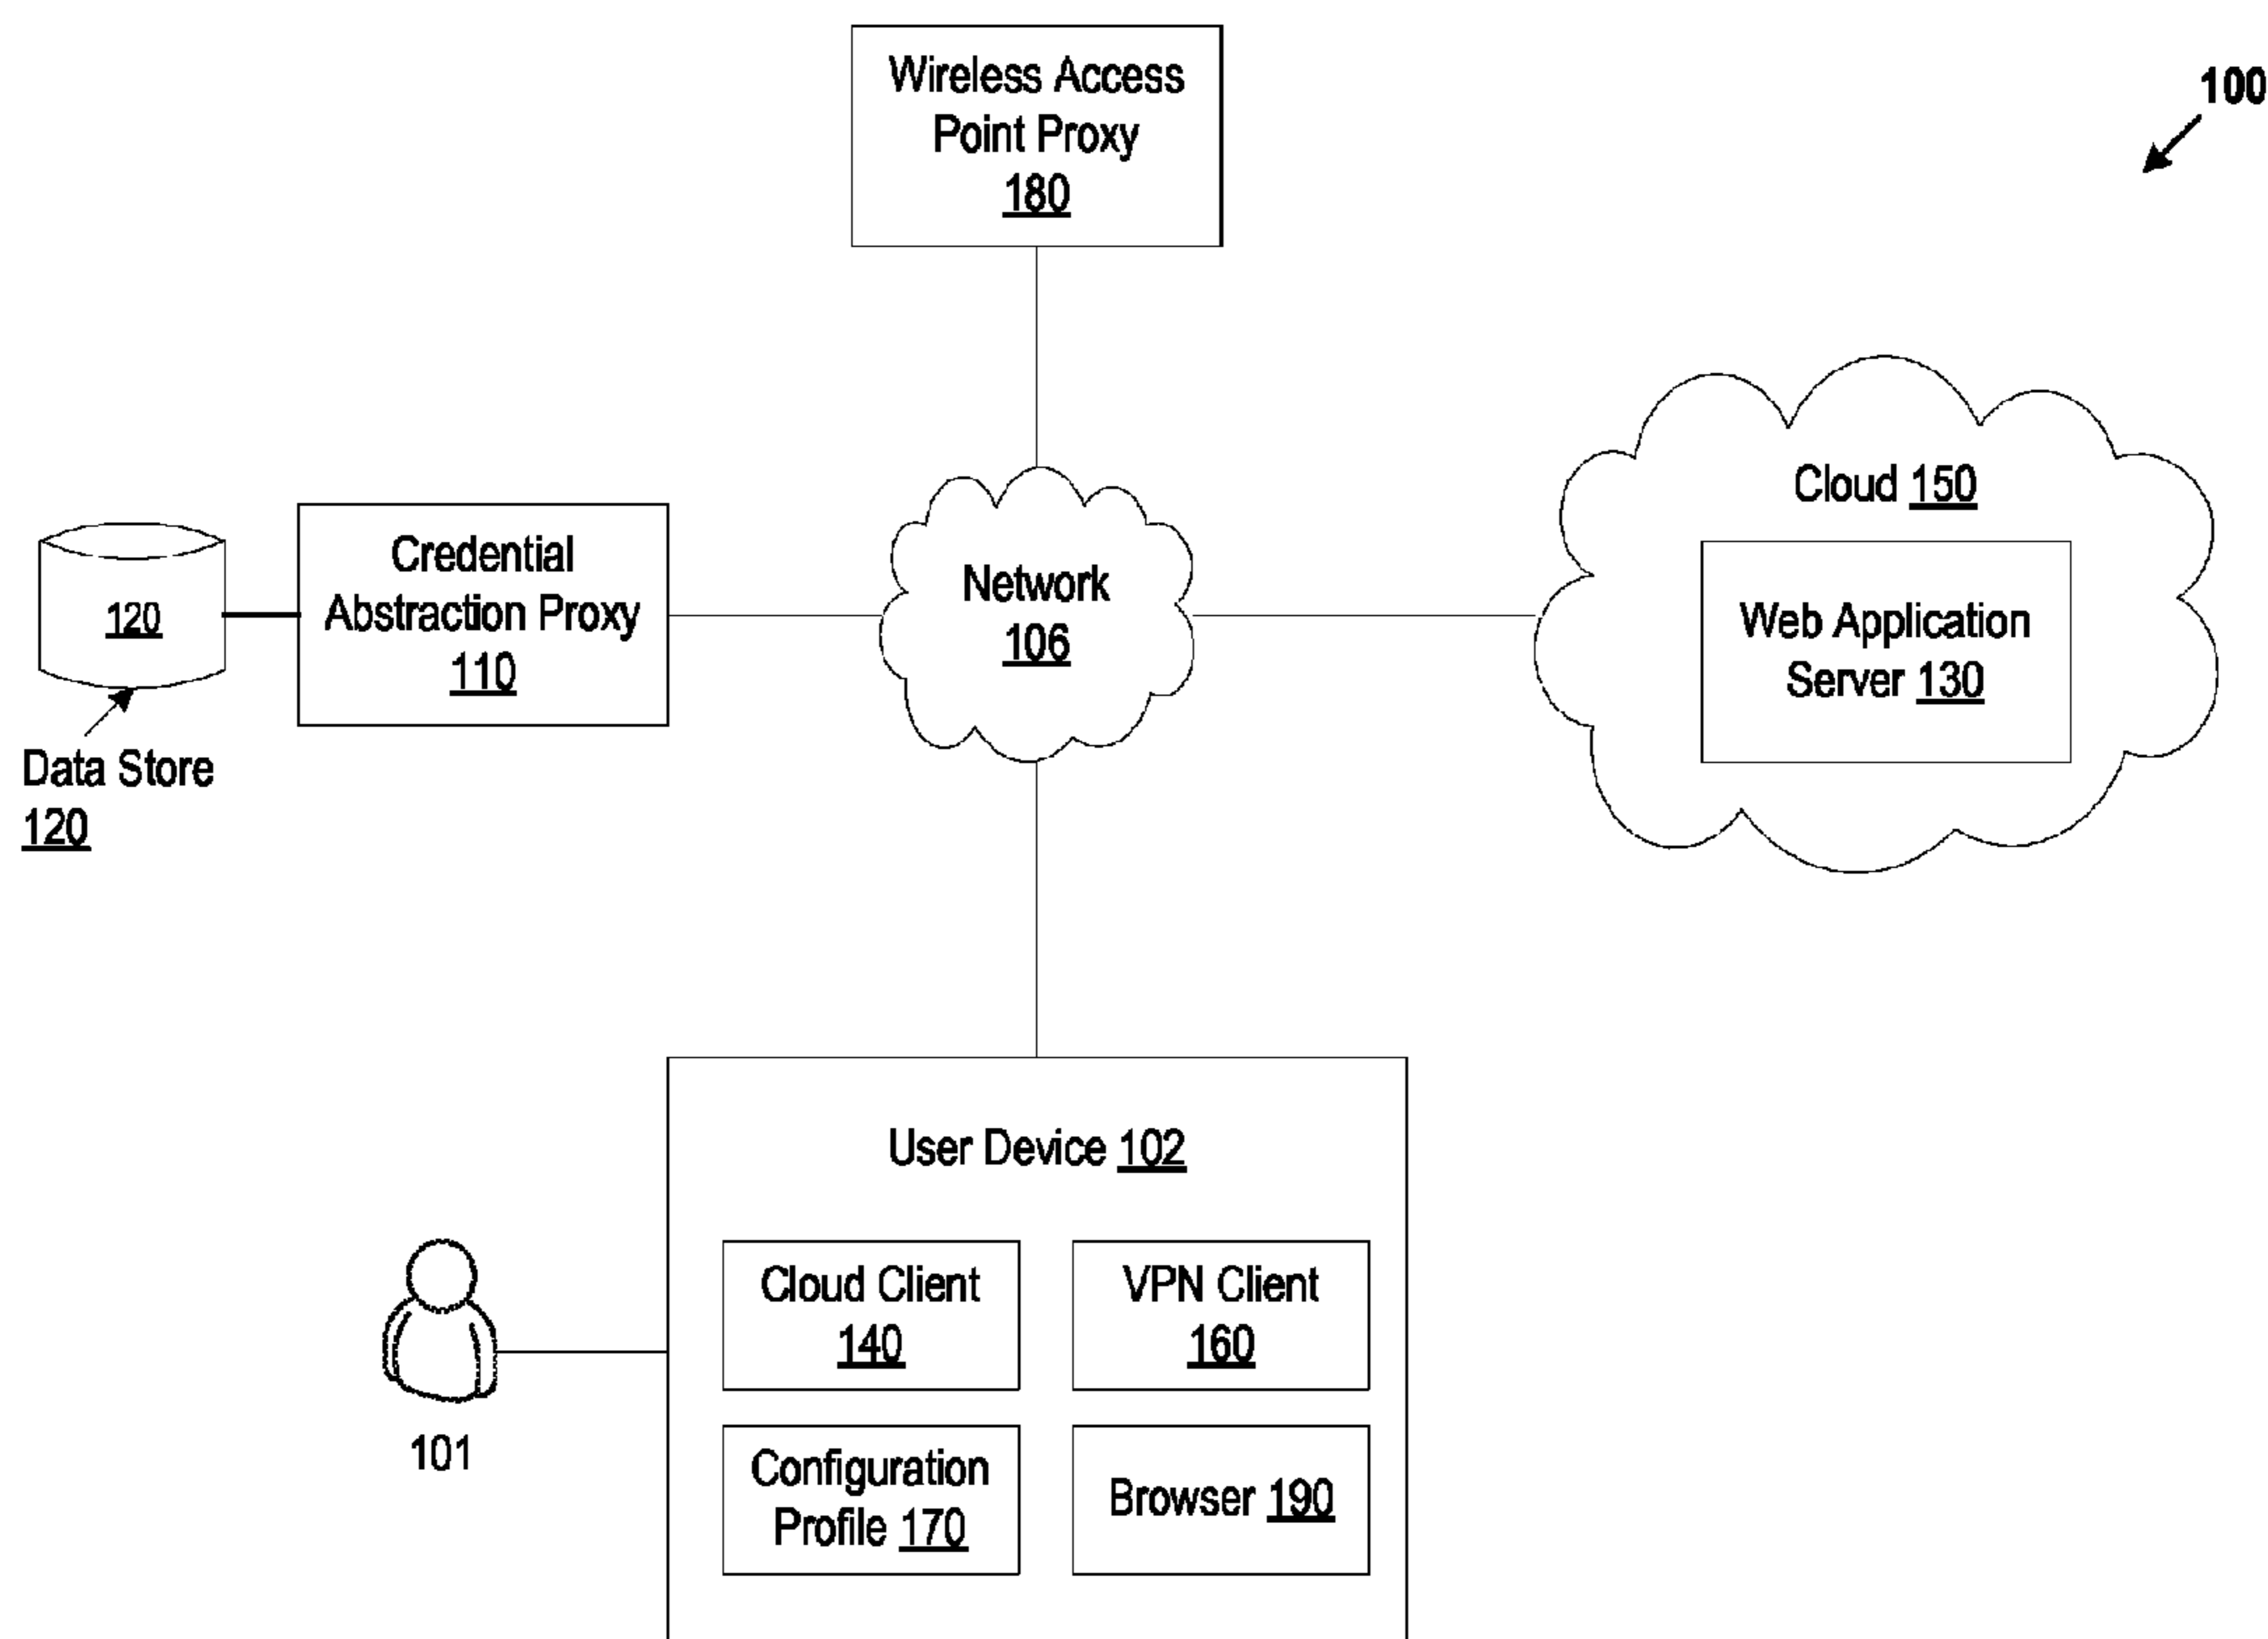 Wireless Access
Point Proxy
180
100
Cloud 150
Web Application
Server 130
Network
106
Credential
Abstraction Proxy
110
120
Data Store
120
User Device 102
Cloud Client
140
VPN Client
160
Configuration
Profile 170
Browser 190
101